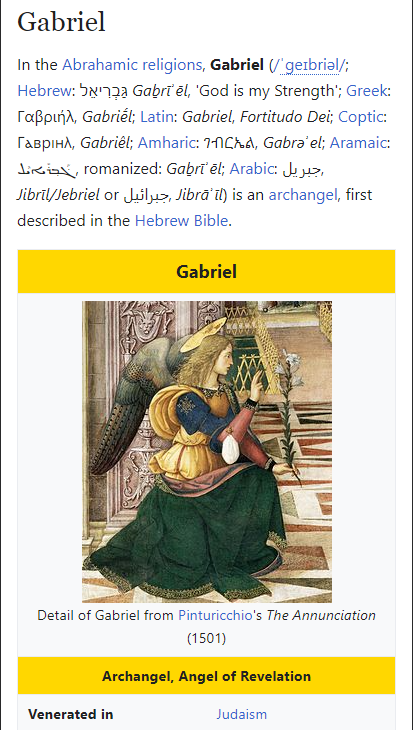 Gabriel
In the Abrahamic religions, Gabriel (/ˈɡeɪbriəl/;
Hebrew: גַּבְרִיאֵל Gaḇrīʾēl, 'God is my Strength'; Greek:
Γαβριήλ, Gabriḗl; Latin: Gabriel, Fortitudo Dei; Coptic:
Ⲅⲁⲃⲣⲓⲏⲗ, Gabriêl; Amharic: ገብርኤል, Gabrəʾel; Aramaic:
ܓ݁ܰܒ݂ܪܺܝܐܝܶܠ, romanized: Gaḇrīʾēl; Arabic: جبريل,
Jibrīl/Jebriel or جبرائيل, Jibrāʾīl) is an archangel, first
described in the Hebrew Bible.
Gabriel
Detail of Gabriel from Pinturicchio's The Annunciation
(1501)
Archangel, Angel of Revelation
Venerated in Judaism